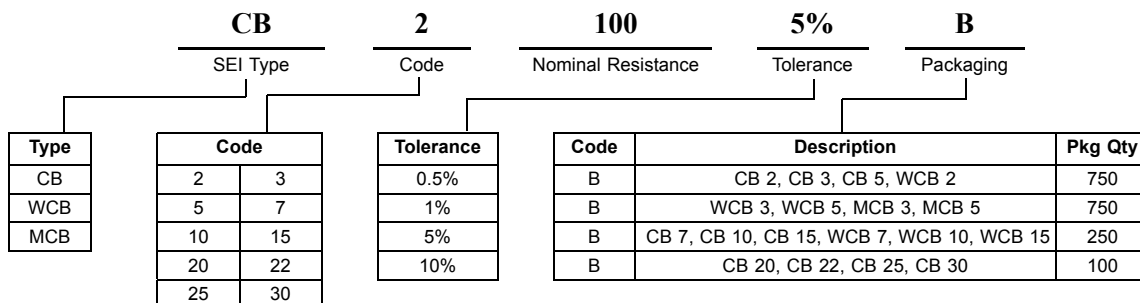 CB 2 100 5% B
SEI Type Code Nominal Resistance Tolerance Packaging
Type Code Tolerance Code Description Pkg Qty
CB 2 3 0.5% B CB 2, CB 3, CB 5, WCB 2 750
WCB 5 7 1% B WCB 3, WCB 5, MCB 3, MCB 5 750
MCB 10 15 5% B CB 7, CB 10, CB 15, WCB 7, WCB 10, WCB 15 250
20 22 10% B CB 20, CB 22, CB 25, CB 30 100
25 30